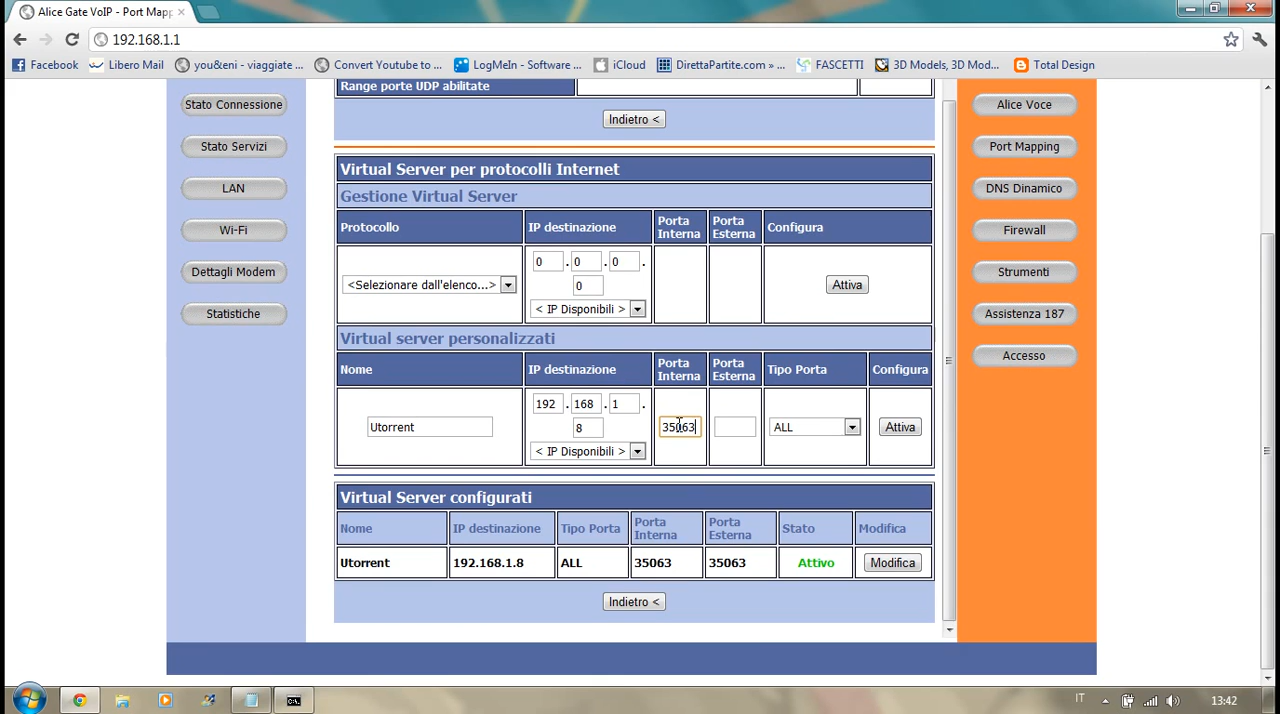 Alice Gate VoIP - Port Mapp
192.168.1.1
Facebook
Libero Mail
you&eni - viaggiate ...
Convert Youtube to ...
LogMeIn - Software ...
iCloud
DirettaPartite.com » ...
FASCETTI
3D Models, 3D Mod...
Total Design
Stato Connessione
Stato Servizi
LAN
Wi-Fi
Dettagli Modem
Statistiche
Range porte UDP abilitate
Indietro <
Virtual Server per protocolli Internet
Gestione Virtual Server
Protocollo IP destinazione Porta Interna Porta Esterna Configura
<Selezionare dall'elenco...> 0 . 0 . 0 . 0 Attiva
< IP Disponibili >
Virtual server personalizzati
Nome IP destinazione Porta Interna Porta Esterna Tipo Porta Configura
Utorrent 192 . 168 . 1 . 8 35063 ALL Attiva
< IP Disponibili >
Virtual Server configurati
Nome IP destinazione Tipo Porta Porta Interna Porta Esterna Stato Modifica
Utorrent 192.168.1.8 ALL 35063 35063 Attivo Modifica
Indietro <
Alice Voce
Port Mapping
DNS Dinamico
Firewall
Strumenti
Assistenza 187
Accesso
IT
13:42